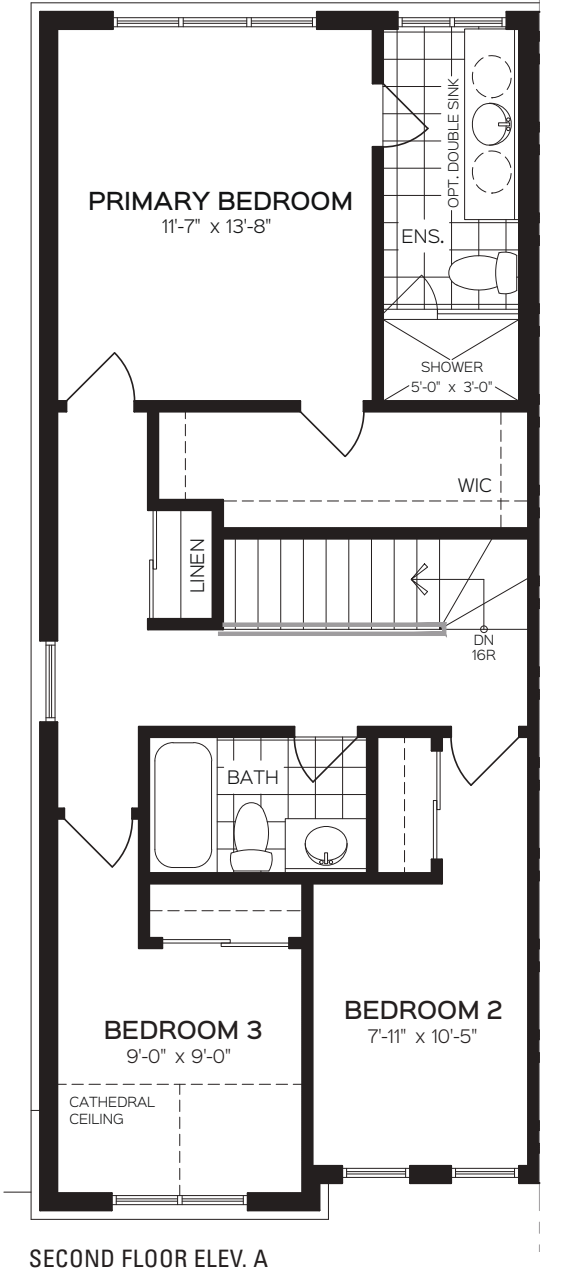 OPT. DOUBLE SINK
PRIMARY BEDROOM
11'-7" x 13'-8"
ENS.
SHOWER
5'-0" x 3'-0"
WIC
LINEN
DN
16R
BATH
BEDROOM 2
7'-11" x 10'-5"
BEDROOM 3
9'-0" x 9'-0"
CATHEDRAL
CEILING
SECOND FLOOR ELEV. A